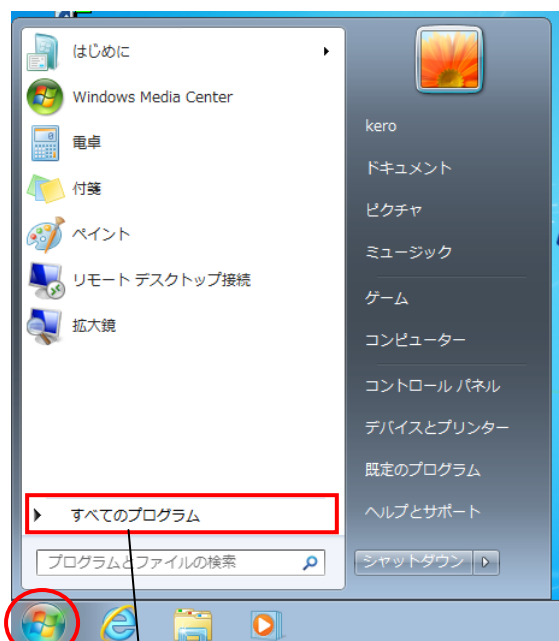 はじめに
Windows Media Center
電卓
付箋
ペイント
リモート デスクトップ接続
拡大鏡
すべてのプログラム
プログラムとファイルの検索
kero
ドキュメント
ピクチャ
ミュージック
ゲーム
コンピューター
コントロール パネル
デバイスとプリンター
既定のプログラム
ヘルプとサポート
シャットダウン